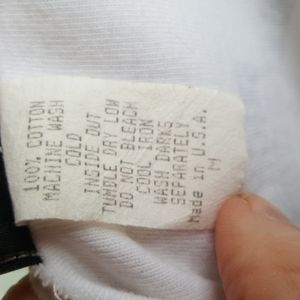 100% COTTON
MACHINE WASH
COLD
INSIDE OUT
TUMBLE DRY LOW
DO NOT BLEACH
COOL IRON
WASH DARKS
SEPARATELY
Made in U.S.A.
M